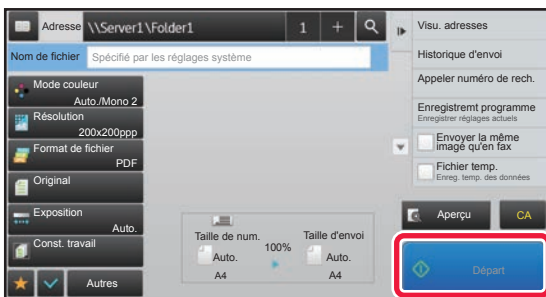 Adresse \\Server1\Folder1 1 +
Nom de fichier Spécifié par les réglages système
Mode couleur
Auto./Mono 2
Résolution
200x200ppp
Format de fichier
PDF
Original
Exposition
Auto.
Const. travail
Autres
Taille de num.
Auto.
A4
100%
Taille d'envoi
Auto.
A4
Visu. adresses
Historique d'envoi
Appeler numéro de rech.
Enregistremt programme
Enregistrer réglages actuels
Envoyer la même
image qu'en fax
Fichier temp.
Enreg. temp. des données
Aperçu
CA
Départ